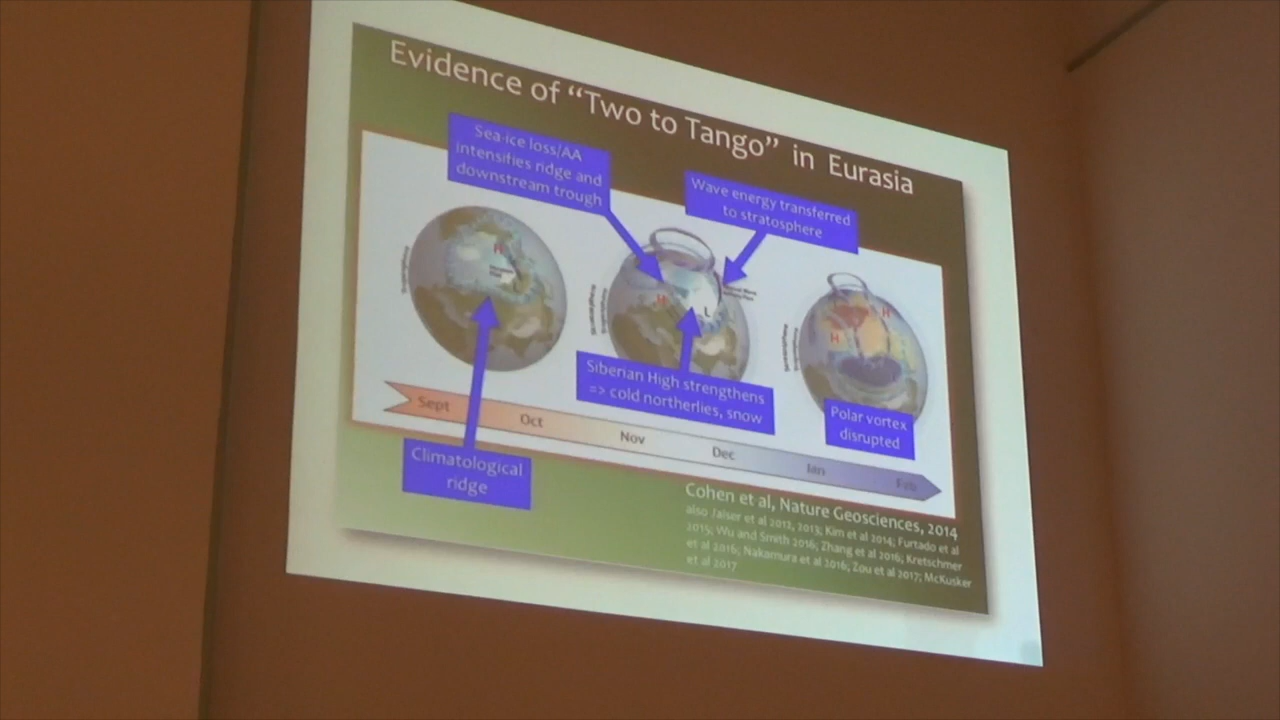 Evidence of “Two to Tango” in Eurasia
Sea-ice loss/AA
intensifies ridge and
downstream trough
Wave energy transferred
to stratosphere
H
H
L
H
H
Siberian High strengthens
=> cold northerlies, snow
Polar vortex
disrupted
Sept
Oct
Nov
Dec
Jan
Feb
Climatological
ridge
Cohen et al, Nature Geosciences, 2014
also Jaiser et al 2012, 2013; Kim et al 2014; Furtado et al
2015; Wu and Smith 2016; Zhang et al 2016, Kretschmer
et al 2016; Nakamura et al 2016; Zou et al 2017; McKusker
et al 2017